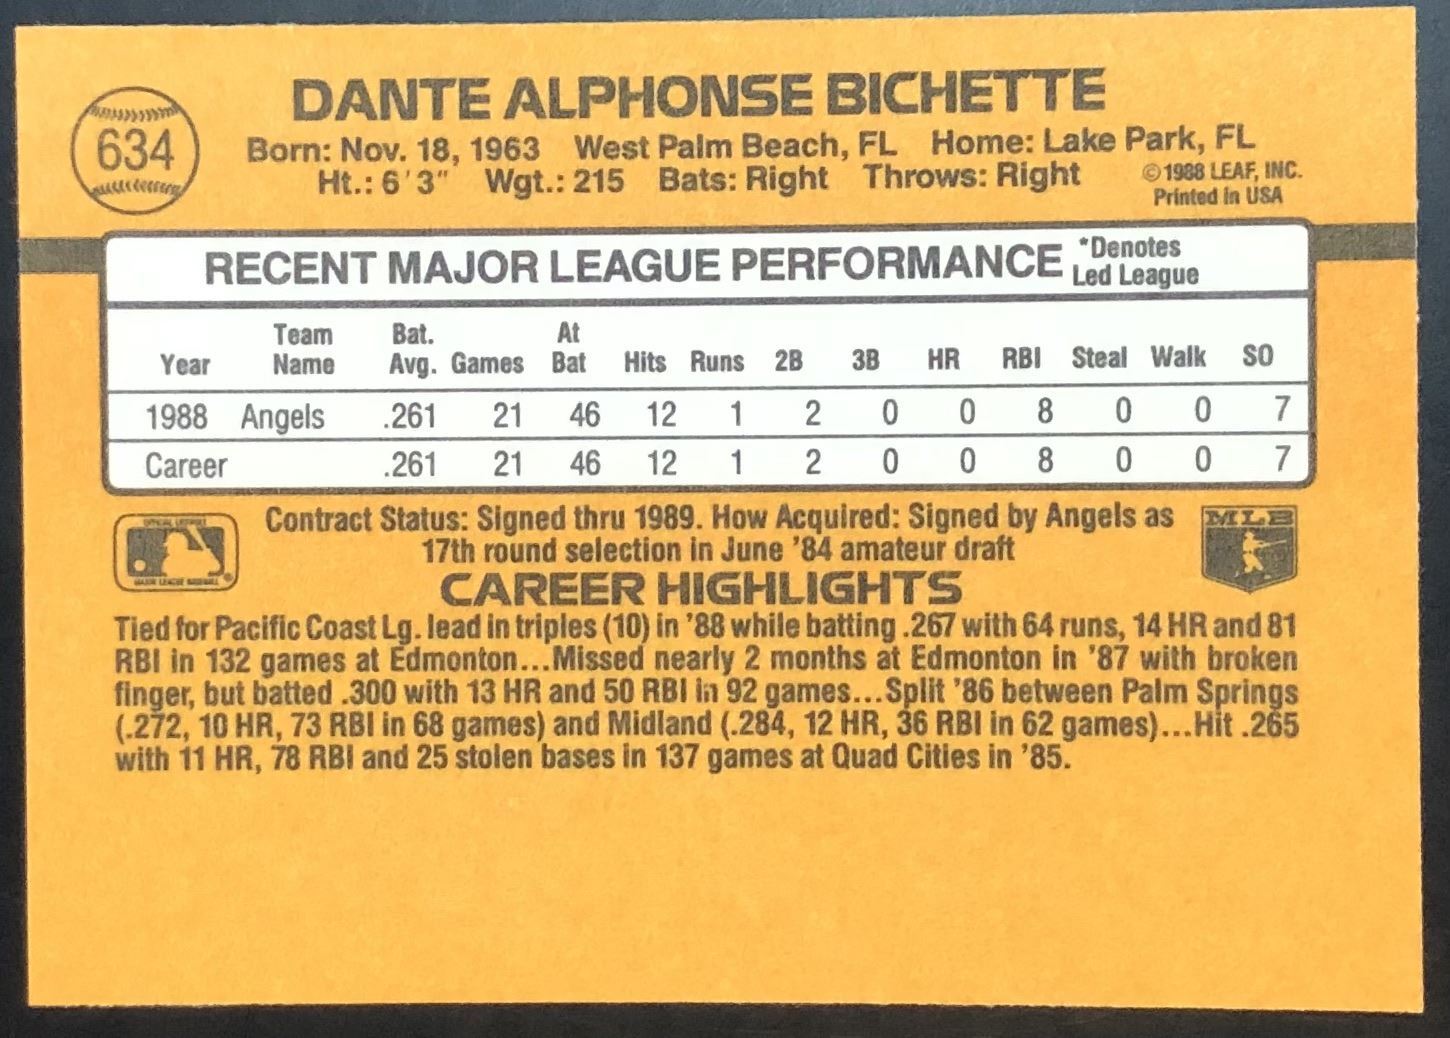 DANTE ALPHONSE BICHETTE
634
Born: Nov. 18, 1963 West Palm Beach, FL Home: Lake Park, FL
Ht.: 6'3" Wgt.: 215 Bats: Right Throws: Right ©1988 LEAF, INC.
Printed in USA
RECENT MAJOR LEAGUE PERFORMANCE *Denotes Led League
Year Team Name Bat. Avg. Games At Bat Hits Runs 2B 3B HR RBI Steal Walk SO
1988 Angels .261 21 46 12 1 2 0 0 8 0 0 7
Career .261 21 46 12 1 2 0 0 8 0 0 7
Contract Status: Signed thru 1989. How Acquired: Signed by Angels as
17th round selection in June '84 amateur draft
MLB
CAREER HIGHLIGHTS
Tied for Pacific Coast Lg. lead in triples (10) in '88 while batting .267 with 64 runs, 14 HR and 81
RBI in 132 games at Edmonton...Missed nearly 2 months at Edmonton in '87 with broken
finger, but batted .300 with 13 HR and 50 RBI in 92 games...Split '86 between Palm Springs
(.272, 10 HR, 73 RBI in 68 games) and Midland (.284, 12 HR, 36 RBI in 62 games)...Hit .265
with 11 HR, 78 RBI and 25 stolen bases in 137 games at Quad Cities in '85.